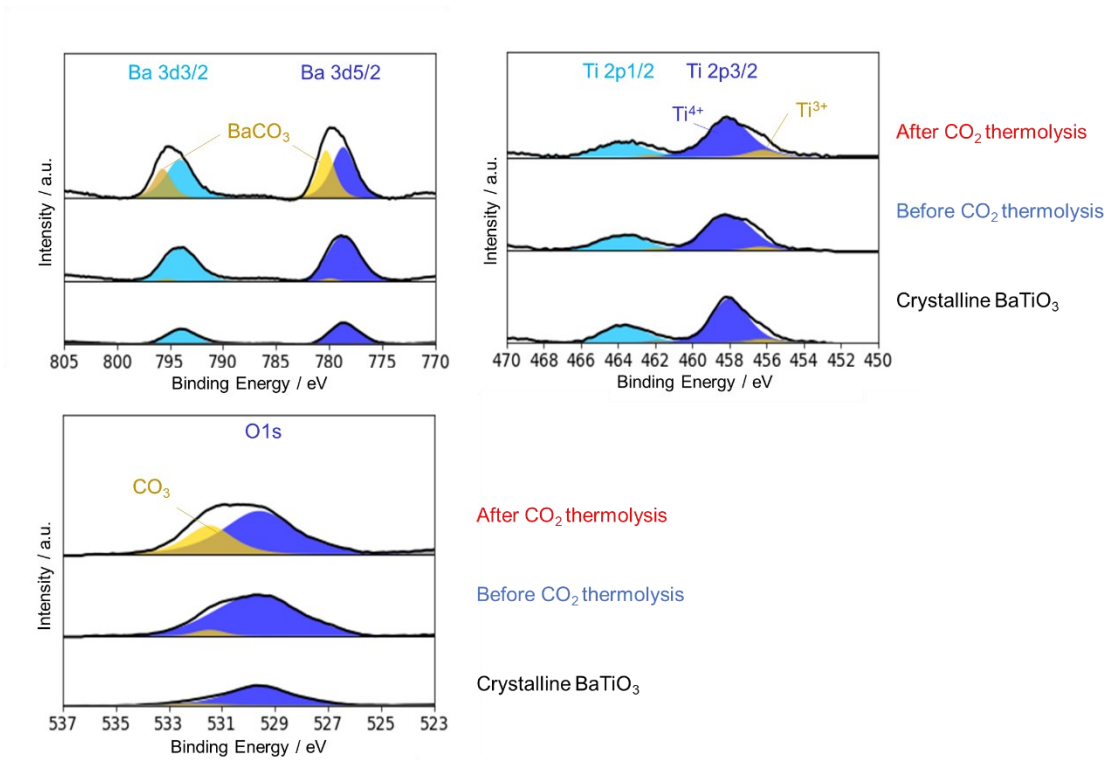 Ba 3d3/2 Ba 3d5/2
BaCO₃
Intensity / a.u.
805 800 795 790 785 780 775 770
Binding Energy / eV
Ti 2p1/2 Ti 2p3/2
Ti⁴⁺ Ti³⁺
Intensity / a.u.
470 468 466 464 462 460 458 456 454 452 450
Binding Energy / eV
After CO₂ thermolysis
Before CO₂ thermolysis
Crystalline BaTiO₃
O1s
CO₃
Intensity / a.u.
537 535 533 531 529 527 525 523
Binding Energy / eV
After CO₂ thermolysis
Before CO₂ thermolysis
Crystalline BaTiO₃